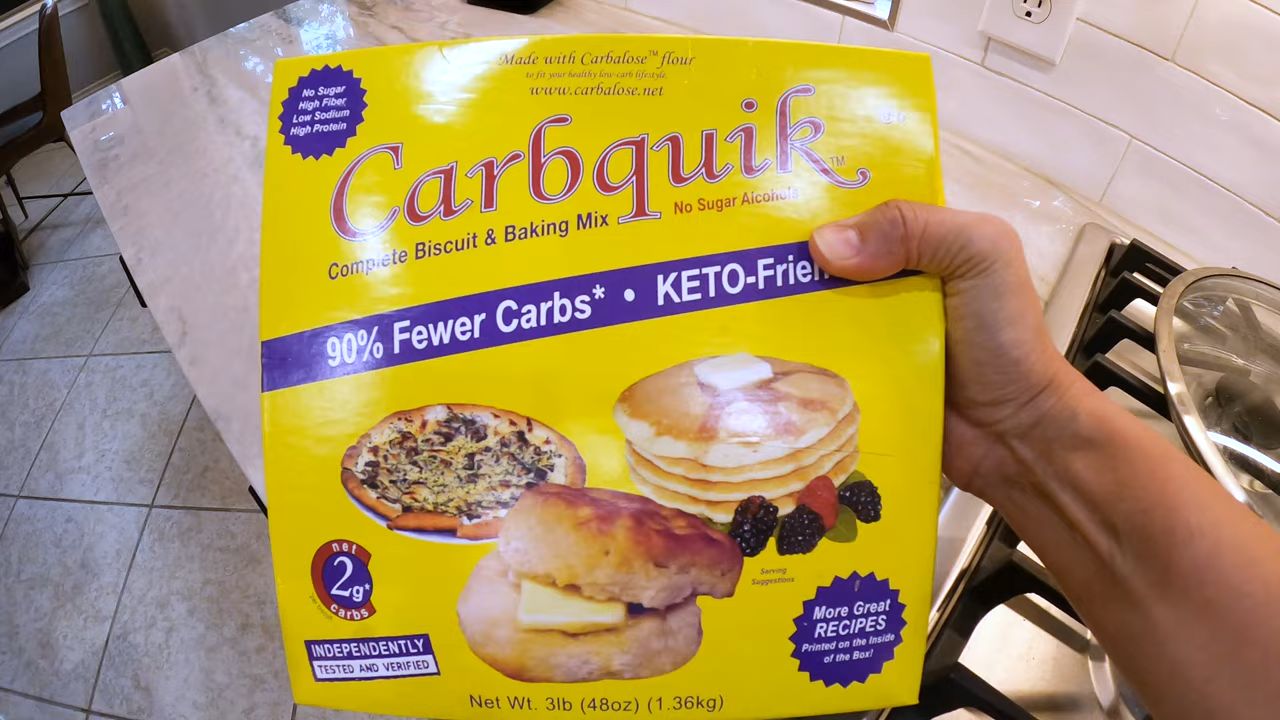 Made with Carbalose™ flour
to fit your healthy low-carb lifestyle.
www.carbalose.net
No Sugar
High Fiber
Low Sodium
High Protein
Carbquik™
Complete Biscuit & Baking Mix
No Sugar Alcohols
90% Fewer Carbs* • KETO-Frien
net
2g*
carbs
INDEPENDENTLY
TESTED AND VERIFIED
Serving
Suggestions
More Great
RECIPES
Printed on the Inside
of the Box!
Net Wt. 3lb (48oz) (1.36kg)